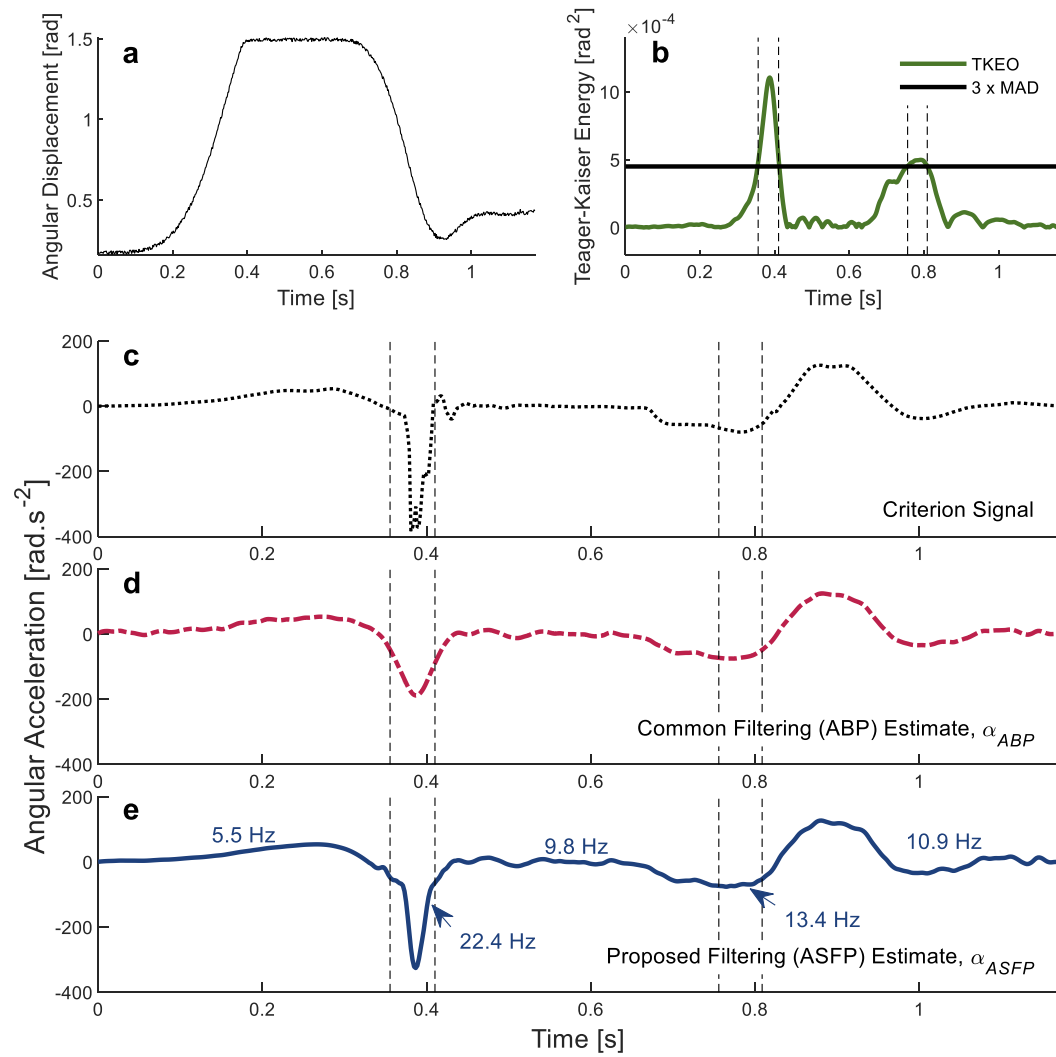 a
Angular Displacement [rad]
1.5
1
0.5
0 0.2 0.4 0.6 0.8 1
Time [s]
×10⁻⁴
b
Teager-Kaiser Energy [rad²]
10
5
0
TKEO
3 x MAD
0 0.2 0.4 0.6 0.8 1
Time [s]
Angular Acceleration [rad.s⁻²]
c
200
0
-200
-400
Criterion Signal
0 0.2 0.4 0.6 0.8 1
d
200
0
-200
-400
Common Filtering (ABP) Estimate, α_ABP
0 0.2 0.4 0.6 0.8 1
e
200
0
-200
-400
5.5 Hz
9.8 Hz
10.9 Hz
22.4 Hz
13.4 Hz
Proposed Filtering (ASFP) Estimate, α_ASFP
0 0.2 0.4 0.6 0.8 1
Time [s]